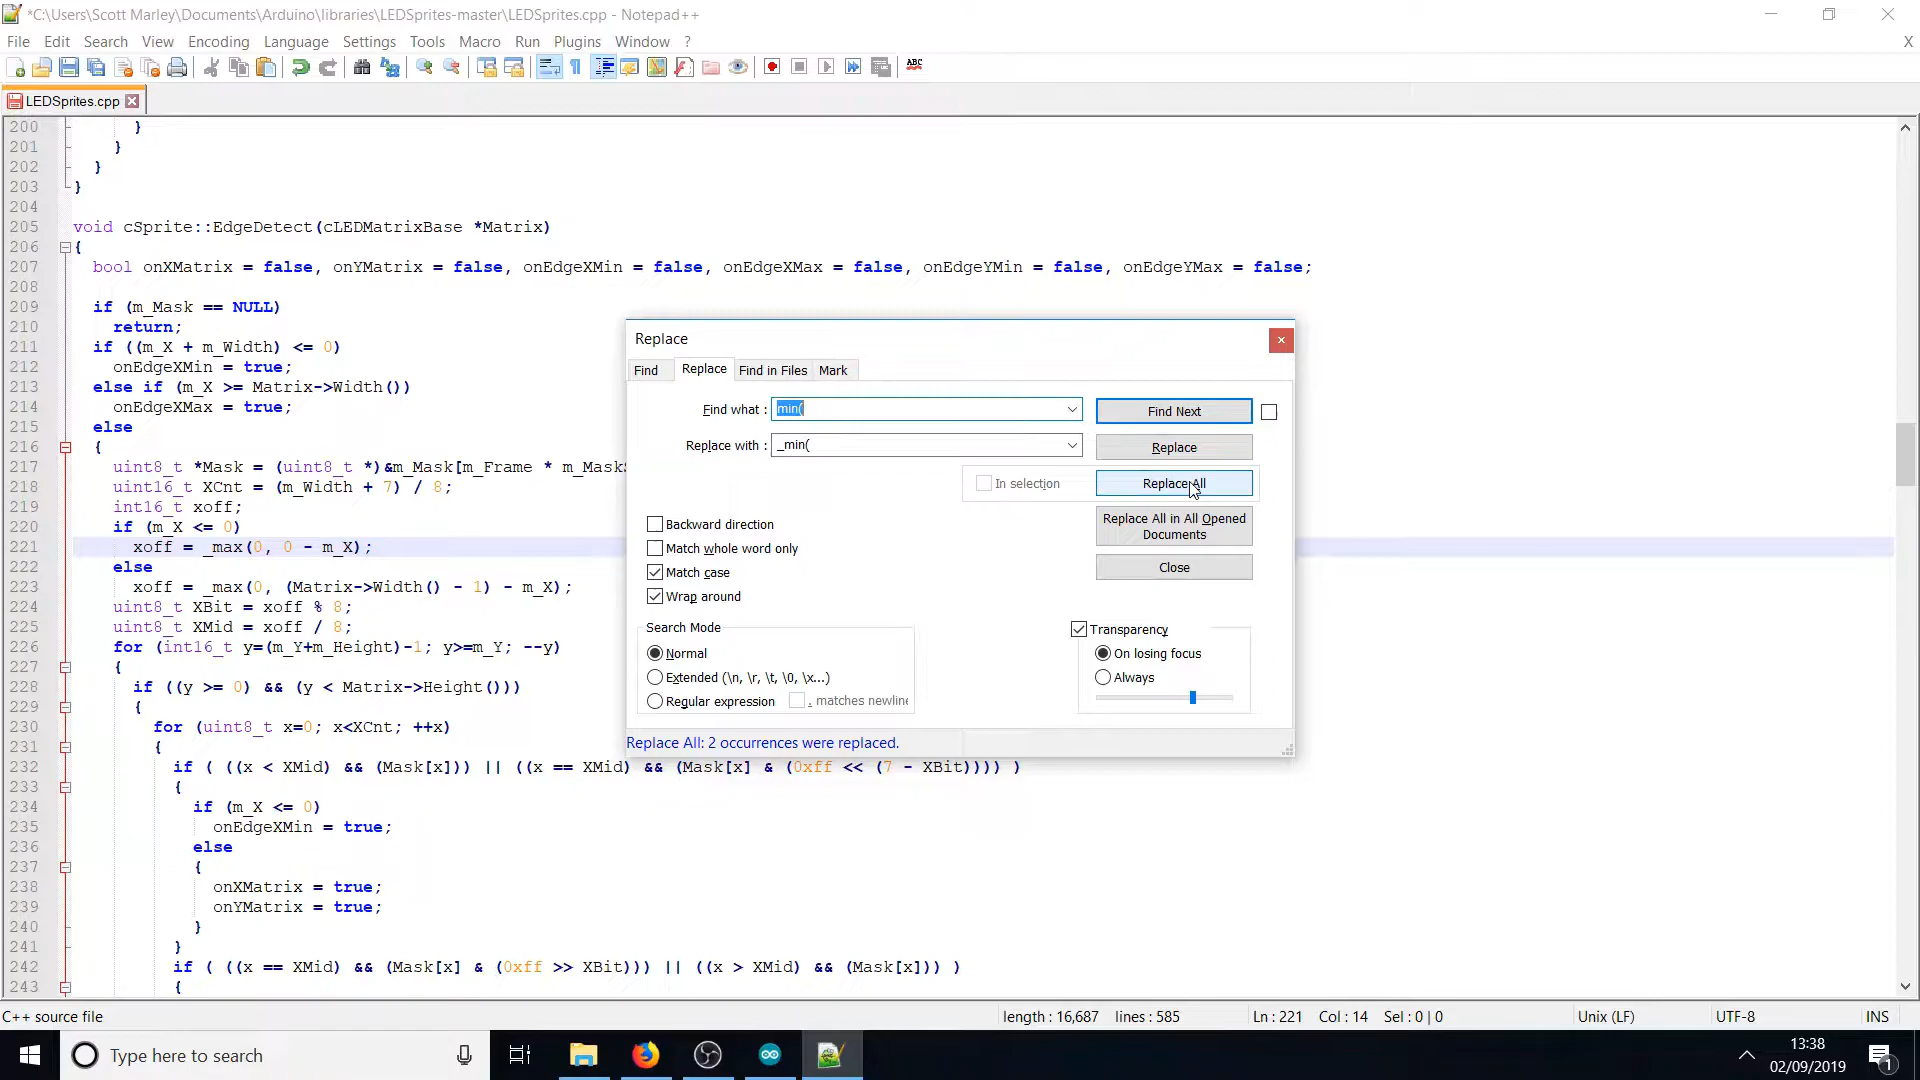 *C:\Users\Scott Marley\Documents\Arduino\libraries\LEDSprites-master\LEDSprites.cpp - Notepad++
File Edit Search View Encoding Language Settings Tools Macro Run Plugins Window ? X
ABC
LEDSprites.cpp
200 }
201 }
202 }
203 }
204
205 void cSprite::EdgeDetect(cLEDMatrixBase *Matrix)
206 {
207 bool onXMatrix = false, onYMatrix = false, onEdgeXMin = false, onEdgeXMax = false, onEdgeYMin = false, onEdgeYMax = false;
208
209 if (m_Mask == NULL)
210 return;
211 if ((m_X + m_Width) <= 0)
212 onEdgeXMin = true;
213 else if (m_X >= Matrix->Width())
214 onEdgeXMax = true;
215 else
216 {
217 uint8_t *Mask = (uint8_t *)&m_Mask[m_Frame *
218 uint16_t XCnt = (m_Width + 7) / 8;
219 int16_t xoff;
220 if (m_X <= 0)
221 xoff = _max(0, 0 - m_X);
222 else
223 xoff = _max(0, (Matrix->Width() - 1) - m_X);
224 uint8_t XBit = xoff % 8;
225 uint8_t XMid = xoff / 8;
226 for (int16_t y=(m_Y+m_Height)-1; y>=m_Y; --y)
227 {
228 if ((y >= 0) && (y < Matrix->Height()))
229 {
230 for (uint8_t x=0; x<XCnt; ++x)
231 {
232 if ( ((x < XMid) && (Mask[x])) || ((x == XMid) && (Mask[x] & (0xff << (7 - XBit)))) )
233 {
234 if (m_X <= 0)
235 onEdgeXMin = true;
236 else
237 {
238 onXMatrix = true;
239 onYMatrix = true;
240 }
241 }
242 if ( ((x == XMid) && (Mask[x] & (0xff >> XBit))) || ((x > XMid) && (Mask[x])) )
243 {
Replace
Find Replace Find in Files Mark
Find what : min( Find Next
Replace with : _min( Replace
In selection Replace All
Replace All in All Opened
Documents
Close
Backward direction
Match whole word only
Match case
Wrap around
Search Mode
Normal
Extended (\n, \r, \t, \0, \x...)
Regular expression . matches newline
Transparency
On losing focus
Always
Replace All: 2 occurrences were replaced.
C++ source file length : 16,687 lines : 585 Ln : 221 Col : 14 Sel : 0 | 0 Unix (LF) UTF-8 INS
Type here to search
13:38
02/09/2019
1